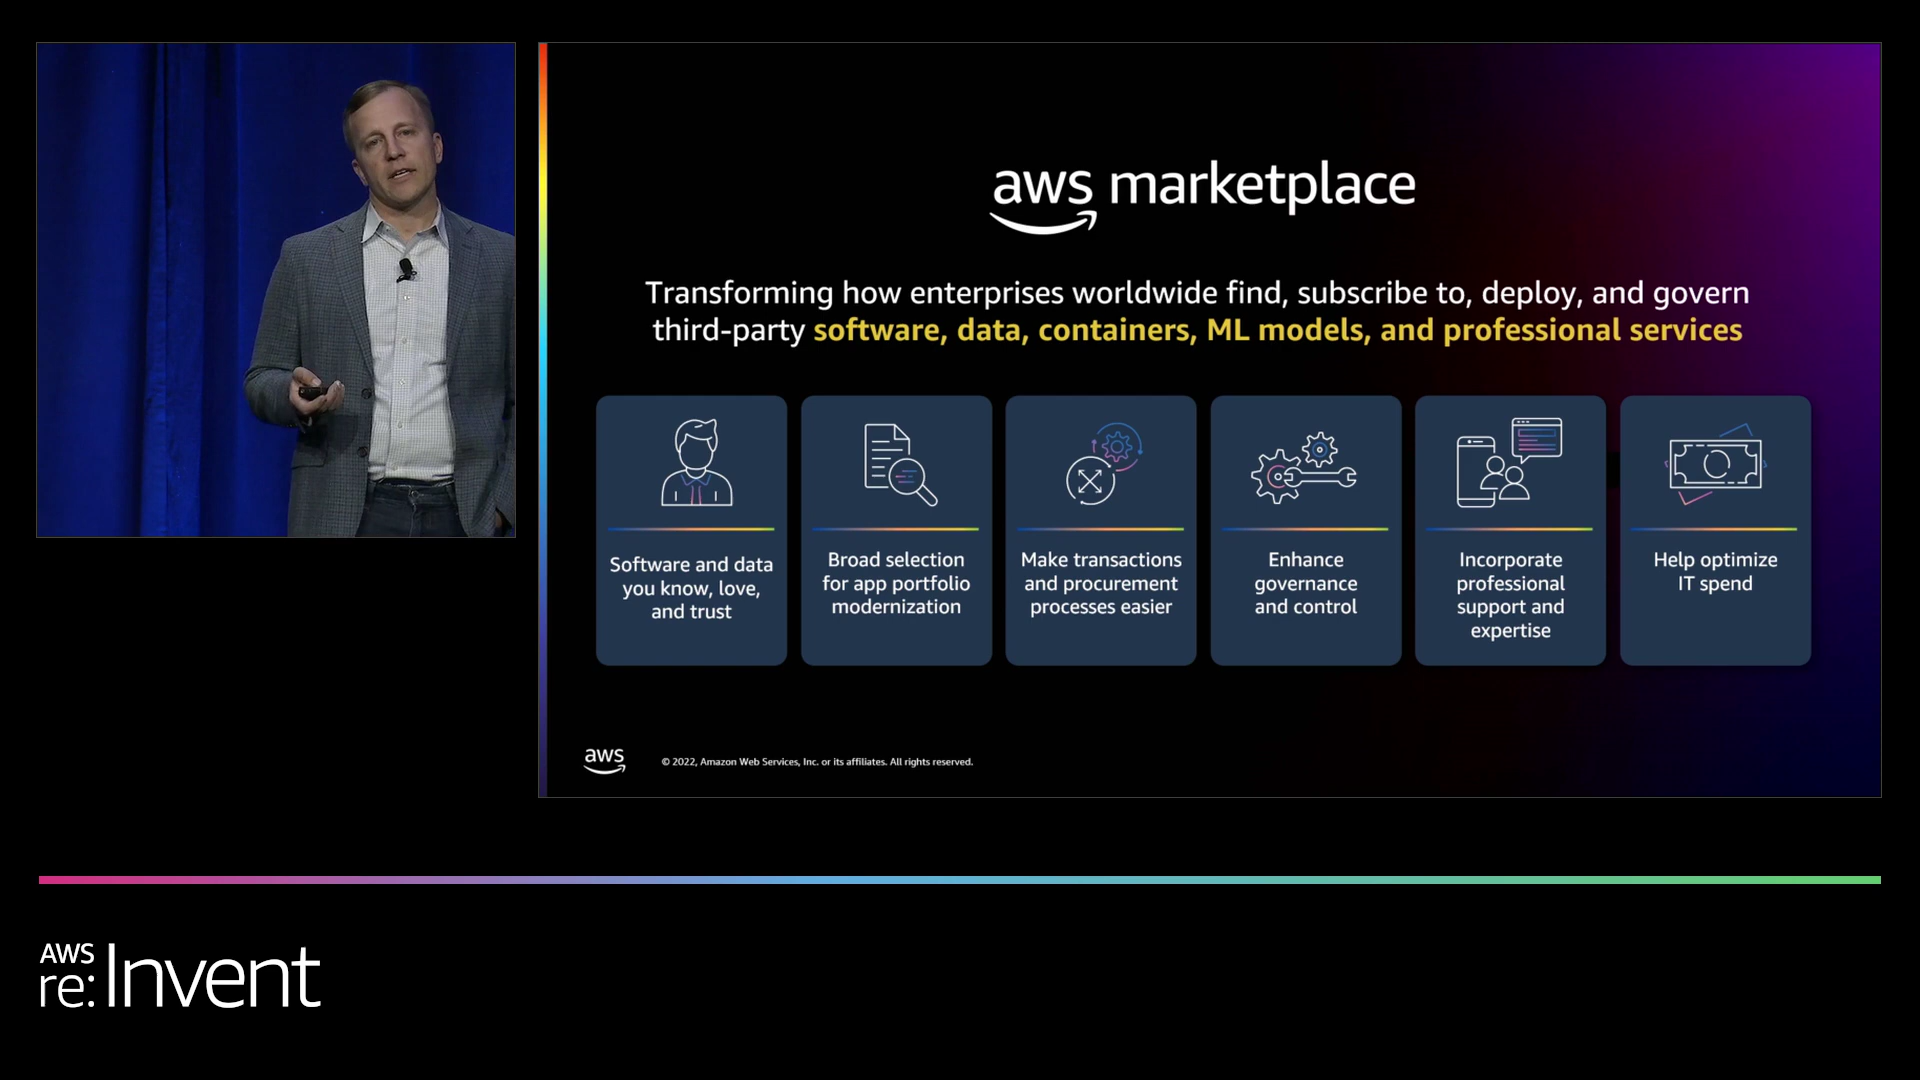 aws marketplace
Transforming how enterprises worldwide find, subscribe to, deploy, and govern
third-party software, data, containers, ML models, and professional services
Software and data
you know, love,
and trust
Broad selection
for app portfolio
modernization
Make transactions
and procurement
processes easier
Enhance
governance
and control
Incorporate
professional
support and
expertise
Help optimize
IT spend
aws
© 2022, Amazon Web Services, Inc. or its affiliates. All rights reserved.
AWS
re:Invent